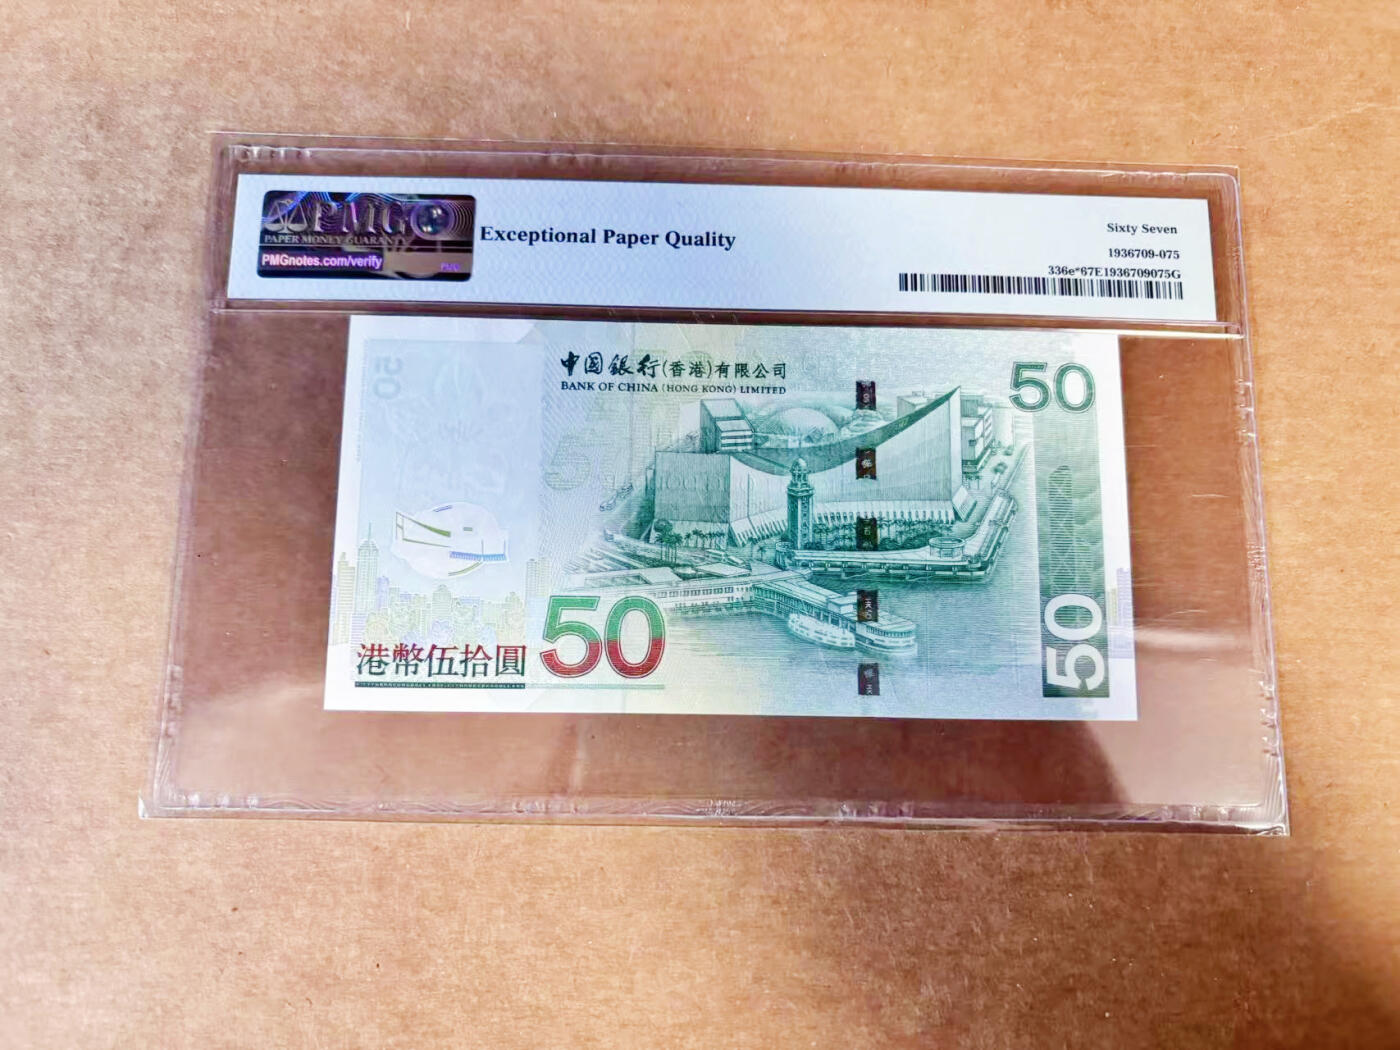 PMG
PAPER MONEY GUARANTY
PMGnotes.com/verify
Exceptional Paper Quality
Sixty Seven
1936709-075
336e*67E1936709075G
中國銀行(香港)有限公司
BANK OF CHINA (HONG KONG) LIMITED
50
50
50
港幣伍拾圓